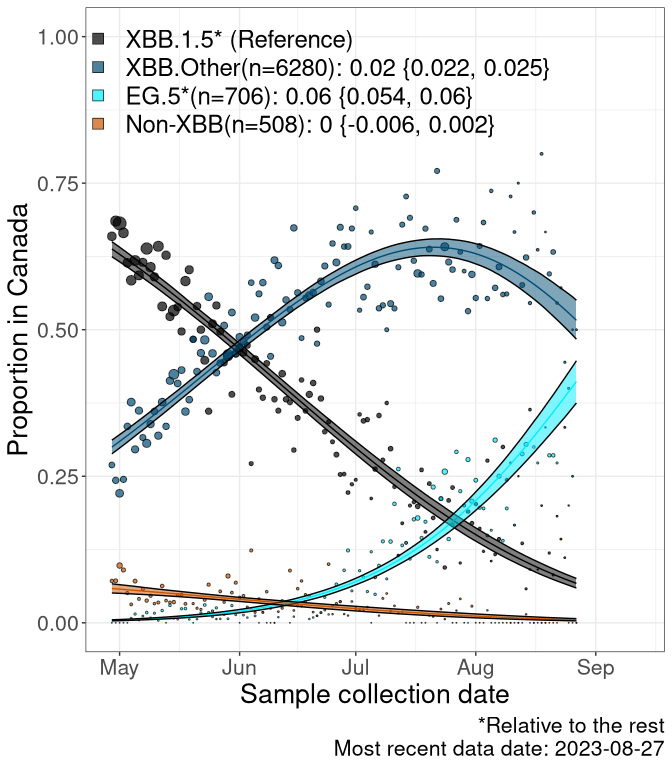 XBB.1.5* (Reference)
XBB.Other(n=6280): 0.02 {0.022, 0.025}
EG.5*(n=706): 0.06 {0.054, 0.06}
Non-XBB(n=508): 0 {-0.006, 0.002}
Proportion in Canada
1.00
0.75
0.50
0.25
0.00
May Jun Jul Aug Sep
Sample collection date
*Relative to the rest
Most recent data date: 2023-08-27